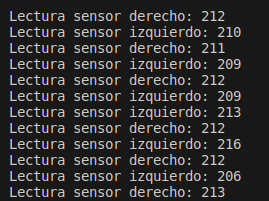 Lectura sensor derecho: 212
Lectura sensor izquierdo: 210
Lectura sensor derecho: 211
Lectura sensor izquierdo: 209
Lectura sensor derecho: 212
Lectura sensor izquierdo: 209
Lectura sensor izquierdo: 213
Lectura sensor derecho: 212
Lectura sensor izquierdo: 216
Lectura sensor derecho: 212
Lectura sensor izquierdo: 206
Lectura sensor derecho: 213